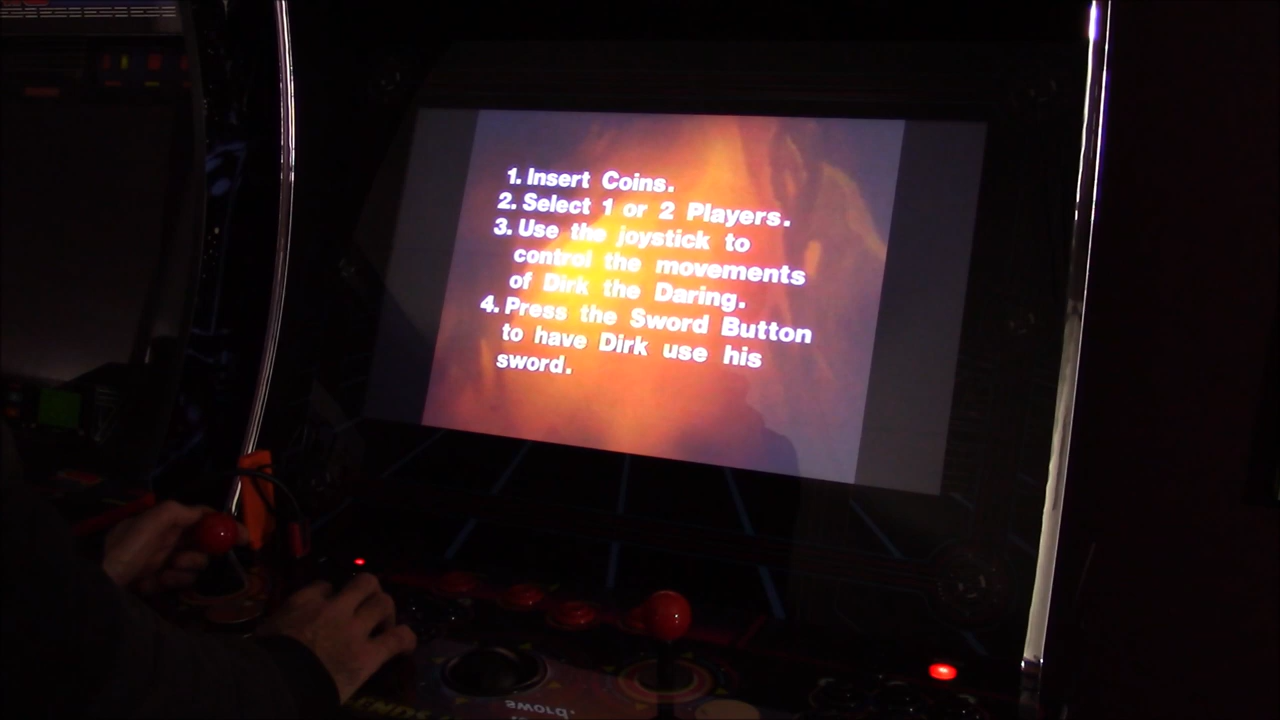 1. Insert Coins.
2. Select 1 or 2 Players.
3. Use the joystick to
control the movements
of Dirk the Daring.
4. Press the Sword Button
to have Dirk use his
sword.
sword.